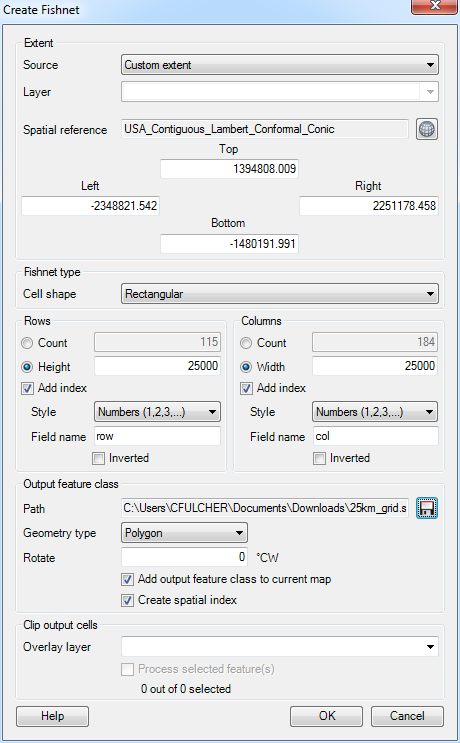 Create Fishnet
Extent
Source Custom extent
Layer
Spatial reference USA_Contiguous_Lambert_Conformal_Conic
Top
1394808.009
Left Right
-2348821.542 2251178.458
Bottom
-1480191.991
Fishnet type
Cell shape Rectangular
Rows Columns
Count 115 Count 184
Height 25000 Width 25000
Add index Add index
Style Numbers (1,2,3,...) Style Numbers (1,2,3,...)
Field name row Field name col
Inverted Inverted
Output feature class
Path C:\Users\CFULCHER\Documents\Downloads\25km_grid.s
Geometry type Polygon
Rotate 0 °CW
Add output feature class to current map
Create spatial index
Clip output cells
Overlay layer
Process selected feature(s)
0 out of 0 selected
Help OK Cancel